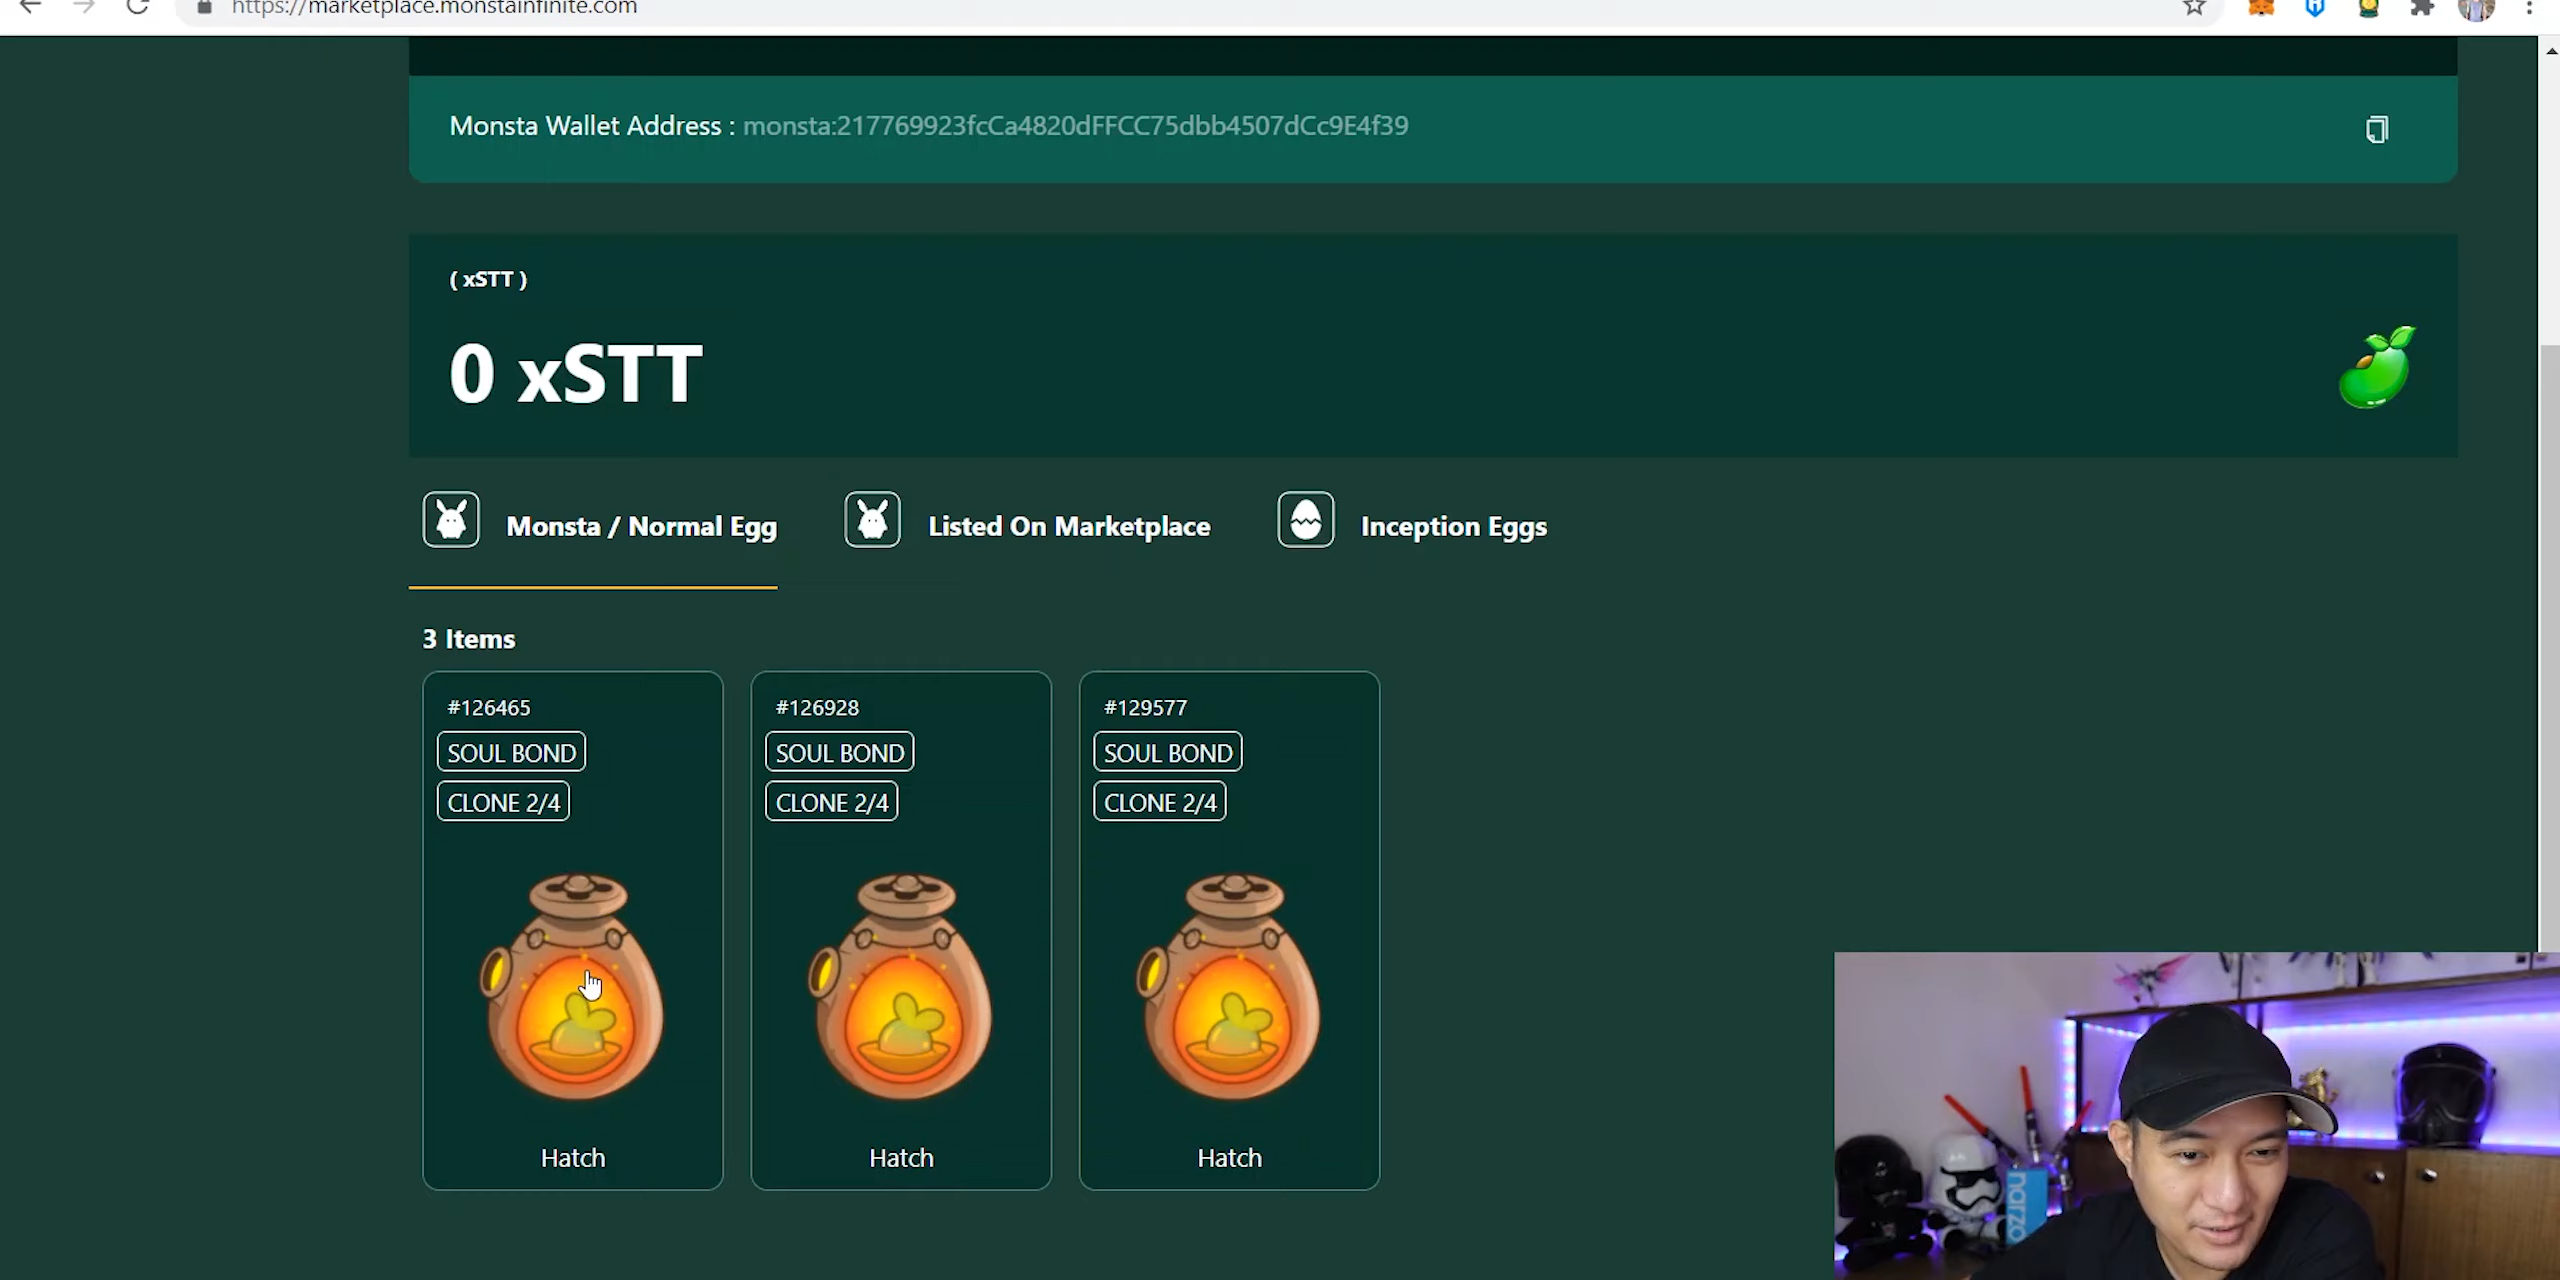 https://marketplace.monstainfinite.com
Monsta Wallet Address : monsta:217769923fcCa4820dFFCC75dbb4507dCc9E4f39
( xSTT )
0 xSTT
Monsta / Normal Egg
Listed On Marketplace
Inception Eggs
3 Items
#126465
SOUL BOND
CLONE 2/4
Hatch
#126928
SOUL BOND
CLONE 2/4
Hatch
#129577
SOUL BOND
CLONE 2/4
Hatch
narzo